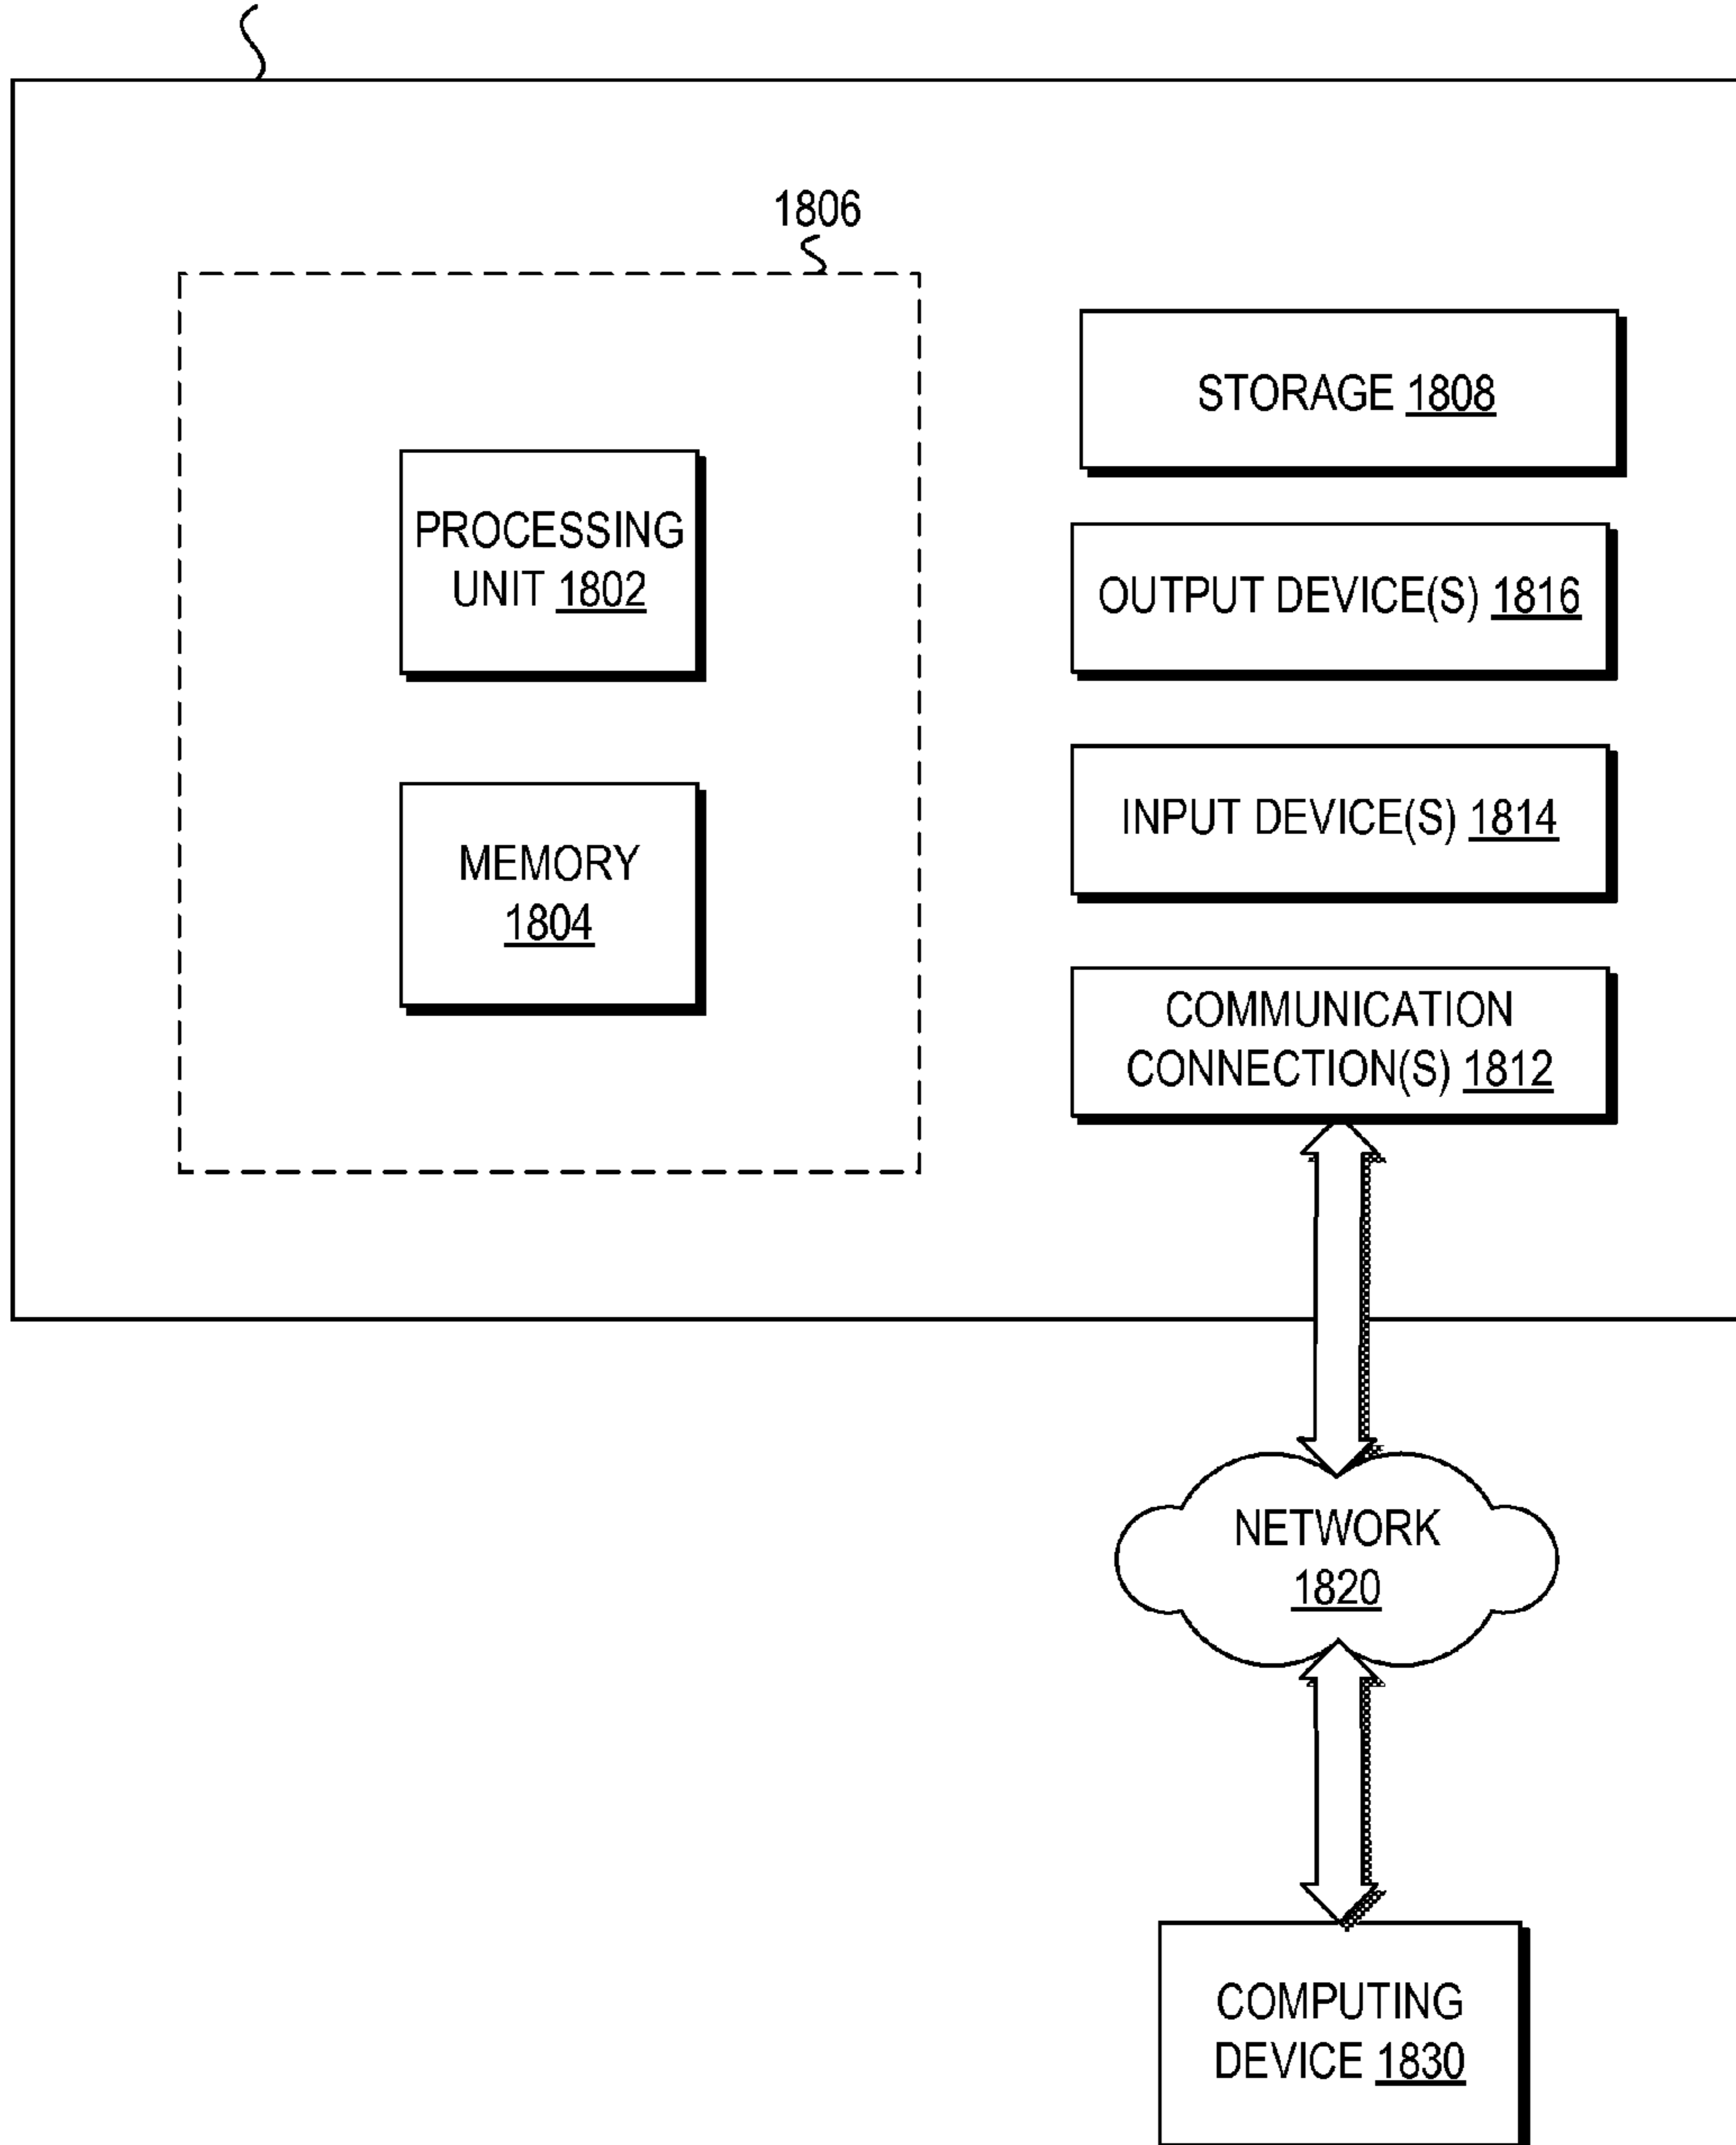 1806
PROCESSING
UNIT 1802
MEMORY
1804
STORAGE 1808
OUTPUT DEVICE(S) 1816
INPUT DEVICE(S) 1814
COMMUNICATION
CONNECTION(S) 1812
NETWORK
1820
COMPUTING
DEVICE 1830